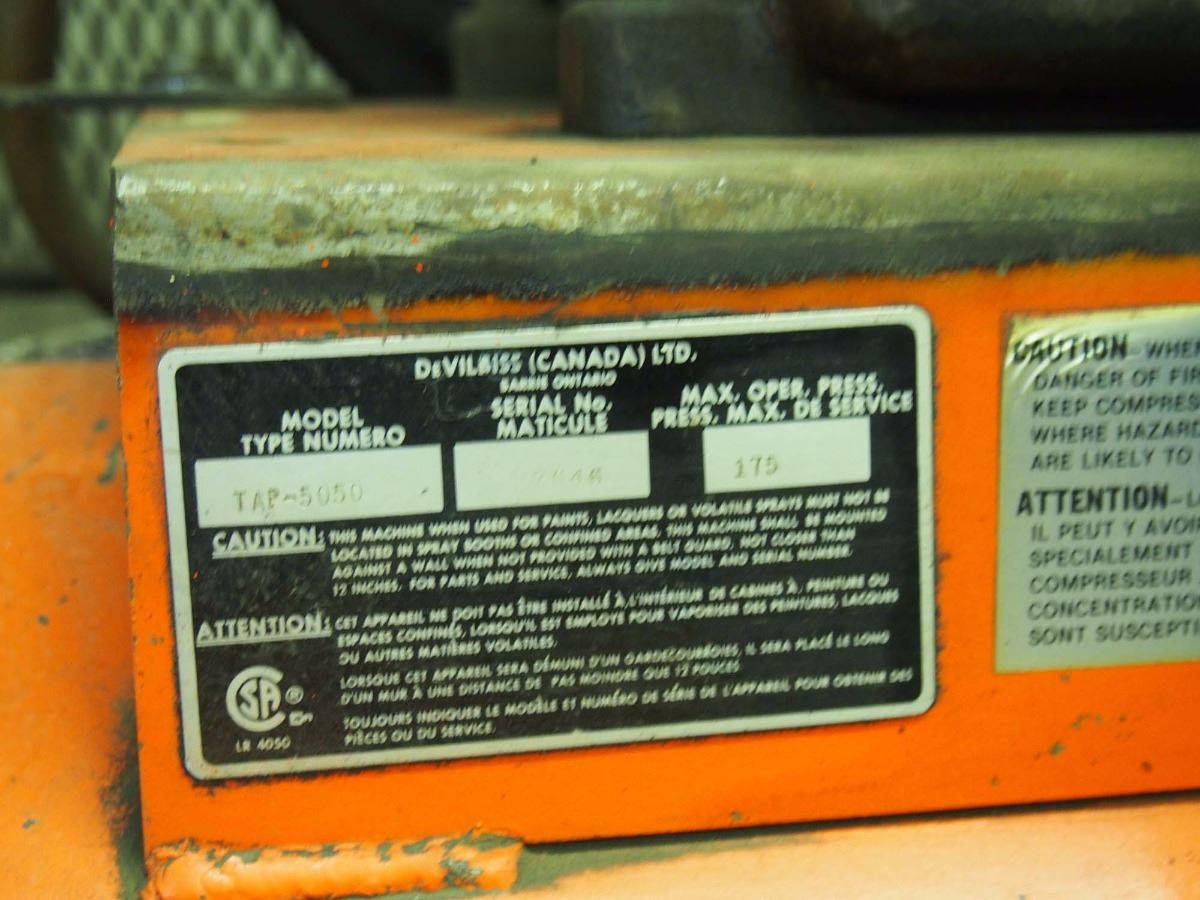 DeVILBISS (CANADA) LTD.
BARRIE ONTARIO
MODEL
TYPE NUMERO
TAP-5050
SERIAL No.
MATICULE
MAX. OPER. PRESS.
PRESS. MAX. DE SERVICE
175
CAUTION: THIS MACHINE WHEN USED FOR PAINTS, LACQUERS OR VOLATILE SPRAYS MUST NOT BE
LOCATED IN SPRAY BOOTHS OR CONFINED AREAS. THIS MACHINE SHALL BE MOUNTED
AGAINST A WALL WHEN NOT PROVIDED WITH A BELT GUARD, NOT CLOSER THAN
12 INCHES. FOR PARTS AND SERVICE, ALWAYS GIVE MODEL AND SERIAL NUMBER.
ATTENTION: CET APPAREIL NE DOIT PAS ÊTRE INSTALLÉ À L'INTÉRIEUR DE CABINES À PEINTURE OU
ESPACES CONFINÉS, LORSQU'IL EST EMPLOYÉ POUR VAPORISER DES PEINTURES, LAQUES
OU AUTRES MATIÈRES VOLATILES.
LORSQUE CET APPAREIL SERA DÉMUNI D'UN GARDECOURROIES, IL SERA PLACÉ LE LONG
D'UN MUR À UNE DISTANCE DE PAS MOINDRE QUE 12 POUCES.
TOUJOURS INDIQUER LE MODÈLE ET NUMÉRO DE SÉRIE DE L'APPAREIL POUR OBTENIR DES
PIÈCES OU DU SERVICE.
CSA ®
LR 4050
CAUTION - WHEN
DANGER OF FIR
KEEP COMPRES
WHERE HAZARD
ARE LIKELY TO
ATTENTION - L
IL PEUT Y AVOI
SPECIALEMENT
COMPRESSEUR
CONCENTRATIO
SONT SUSCEPTI